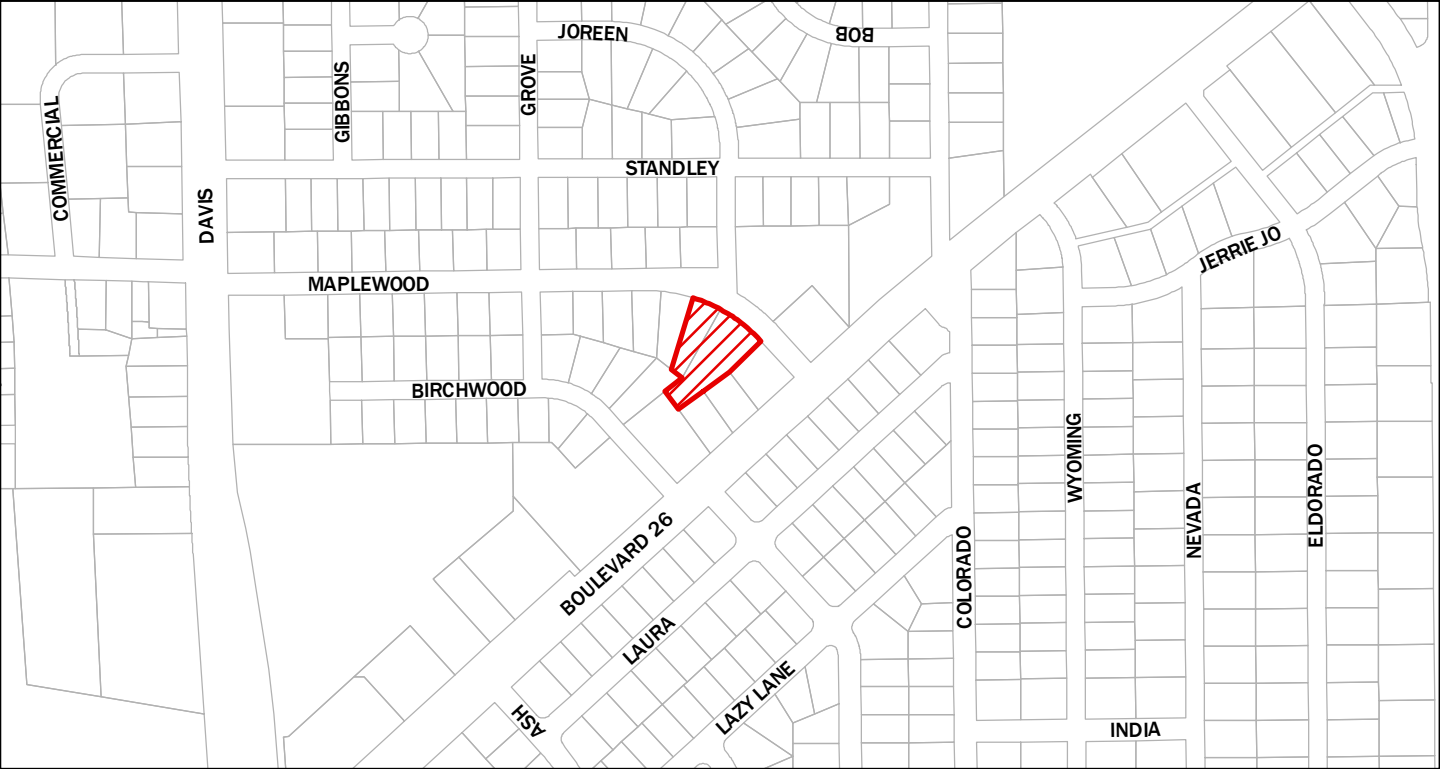 JOREEN
BOB
GROVE
GIBBONS
COMMERCIAL
STANDLEY
DAVIS
JERRIE JO
MAPLEWOOD
BIRCHWOOD
WYOMING
ELDORADO
NEVADA
BOULEVARD 26
COLORADO
LAURA
LAZY LANE
ASH
INDIA